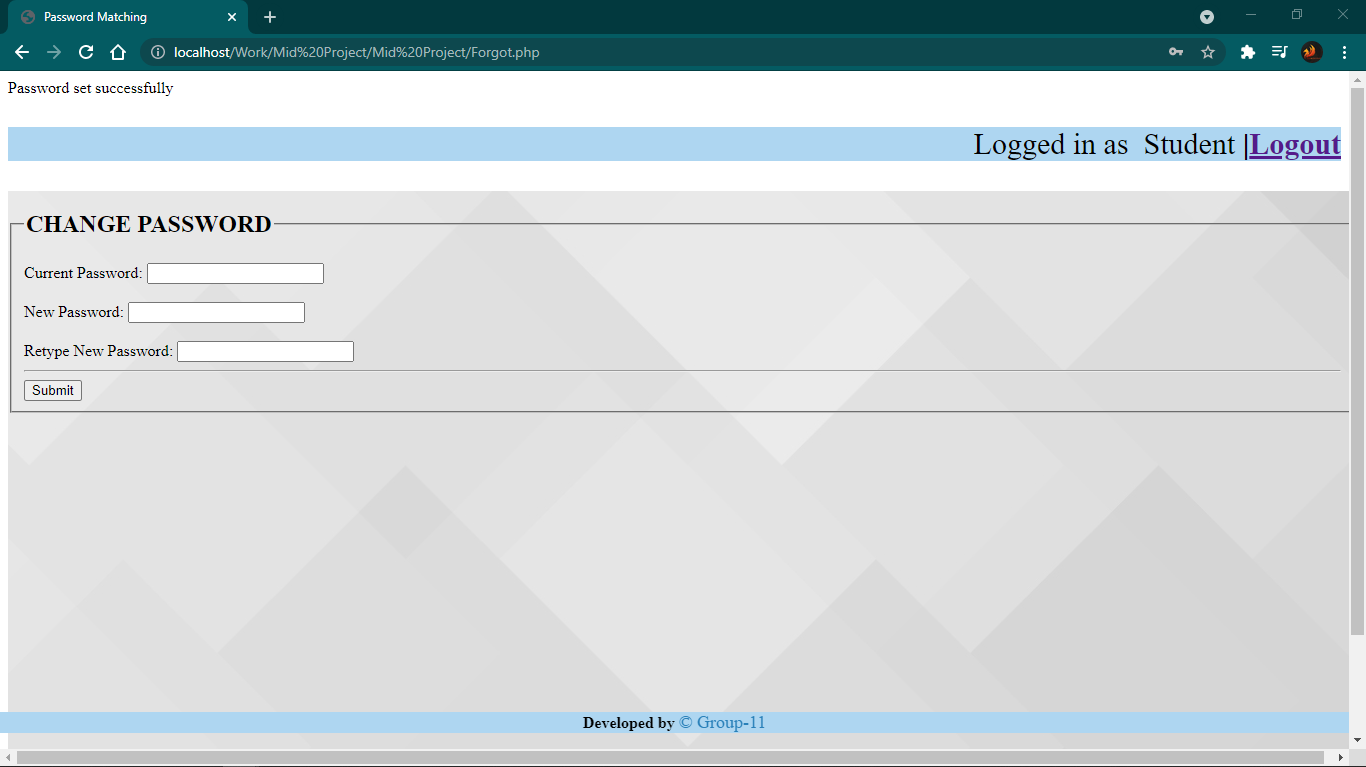 Password Matching
localhost/Work/Mid%20Project/Mid%20Project/Forgot.php
Password set successfully
Logged in as  Student |Logout
CHANGE PASSWORD
Current Password:
New Password:
Retype New Password:
Submit
Developed by © Group-11